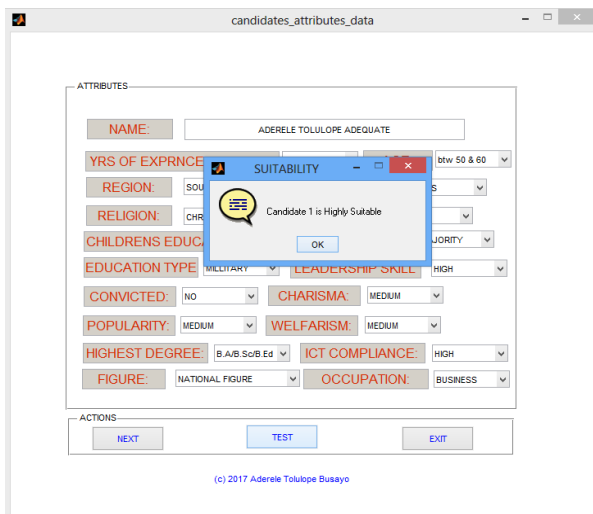 candidates_attributes_data
ATTRIBUTES
NAME: ADERELE TOLULOPE ADEQUATE
YRS OF EXPRNCE btw 50 & 60
SUITABILITY
REGION: SOU S
Candidate 1 is Highly Suitable
RELIGION: CHR
OK
CHILDRENS EDUCA JORITY
EDUCATION TYPE MILLITARY LEADERSHIP SKILL HIGH
CONVICTED: NO CHARISMA: MEDIUM
POPULARITY: MEDIUM WELFARISM: MEDIUM
HIGHEST DEGREE: B.A/B.Sc/B.Ed ICT COMPLIANCE: HIGH
FIGURE: NATIONAL FIGURE OCCUPATION: BUSINESS
ACTIONS
NEXT TEST EXIT
(c) 2017 Aderele Tolulope Busayo